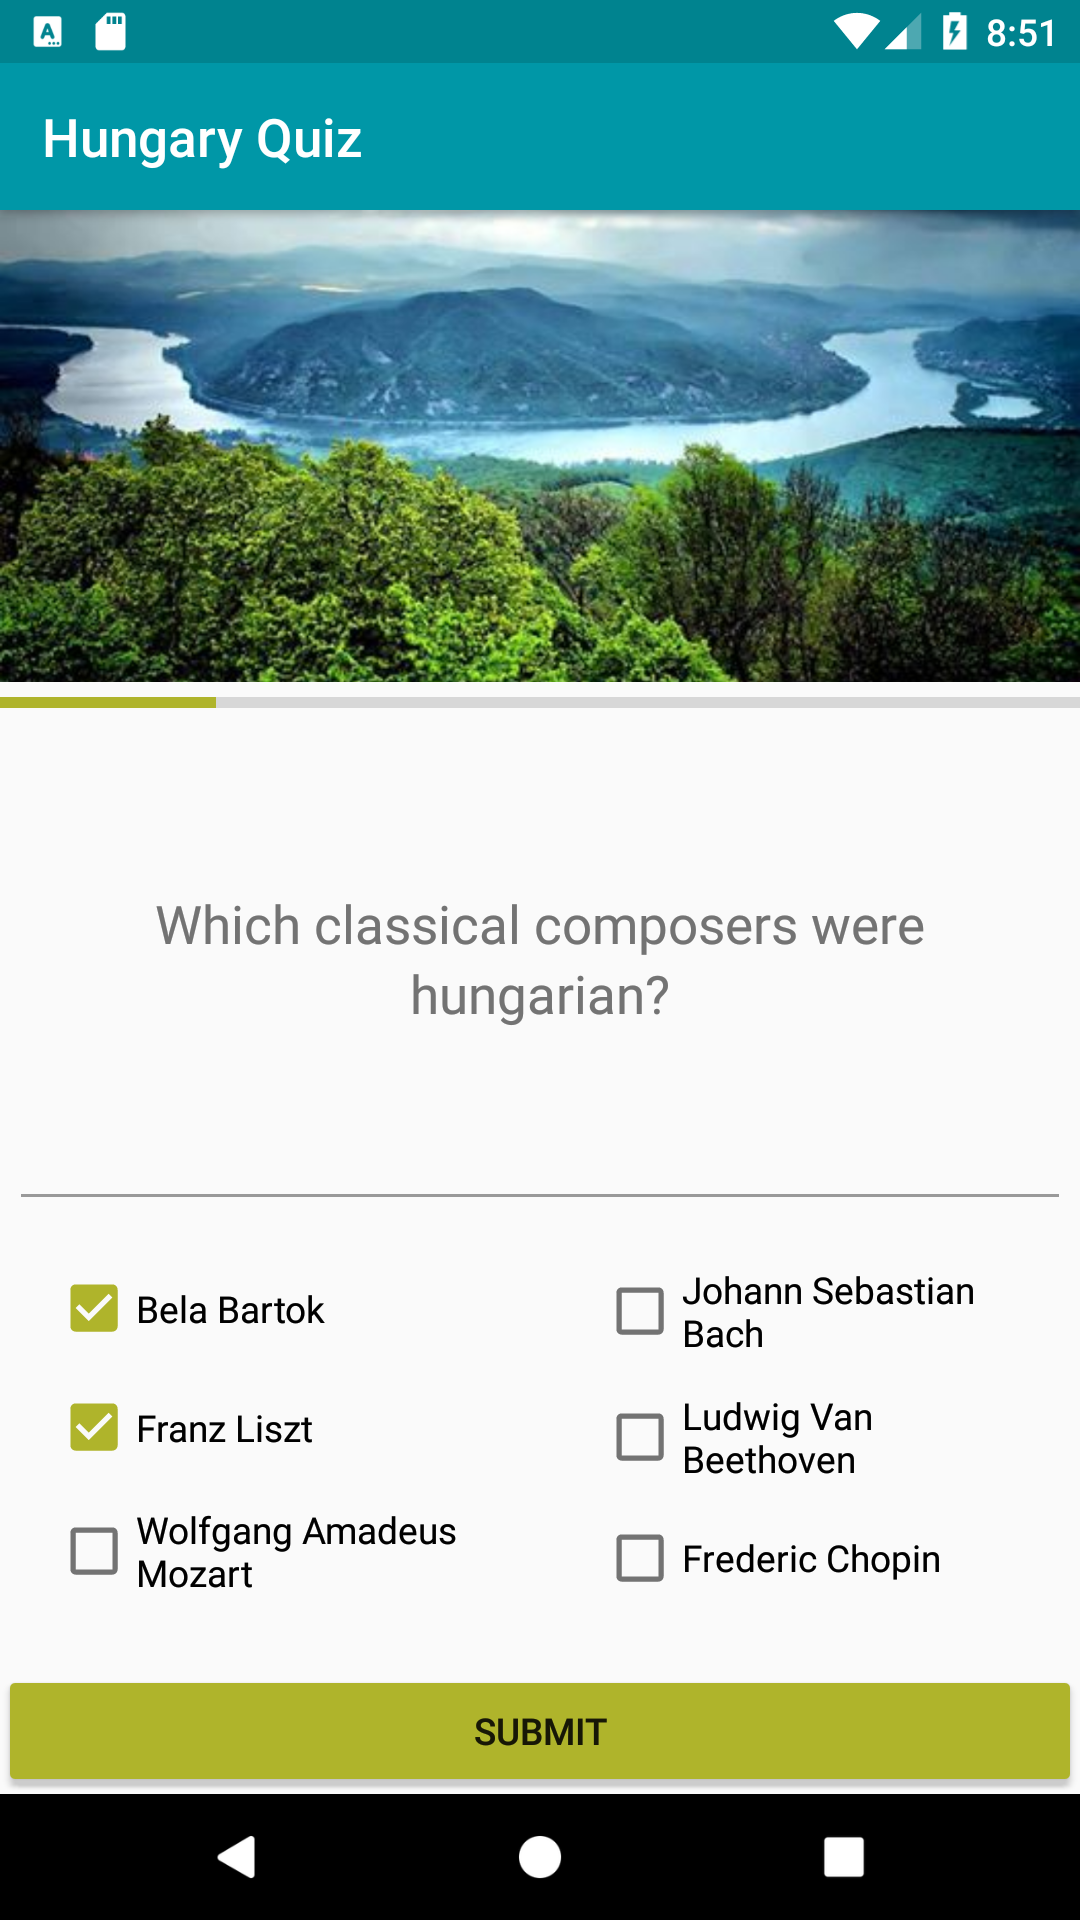 8:51
Hungary Quiz
Which classical composers were
hungarian?
Bela Bartok
Johann Sebastian
Bach
Franz Liszt
Ludwig Van
Beethoven
Wolfgang Amadeus
Mozart
Frederic Chopin
SUBMIT